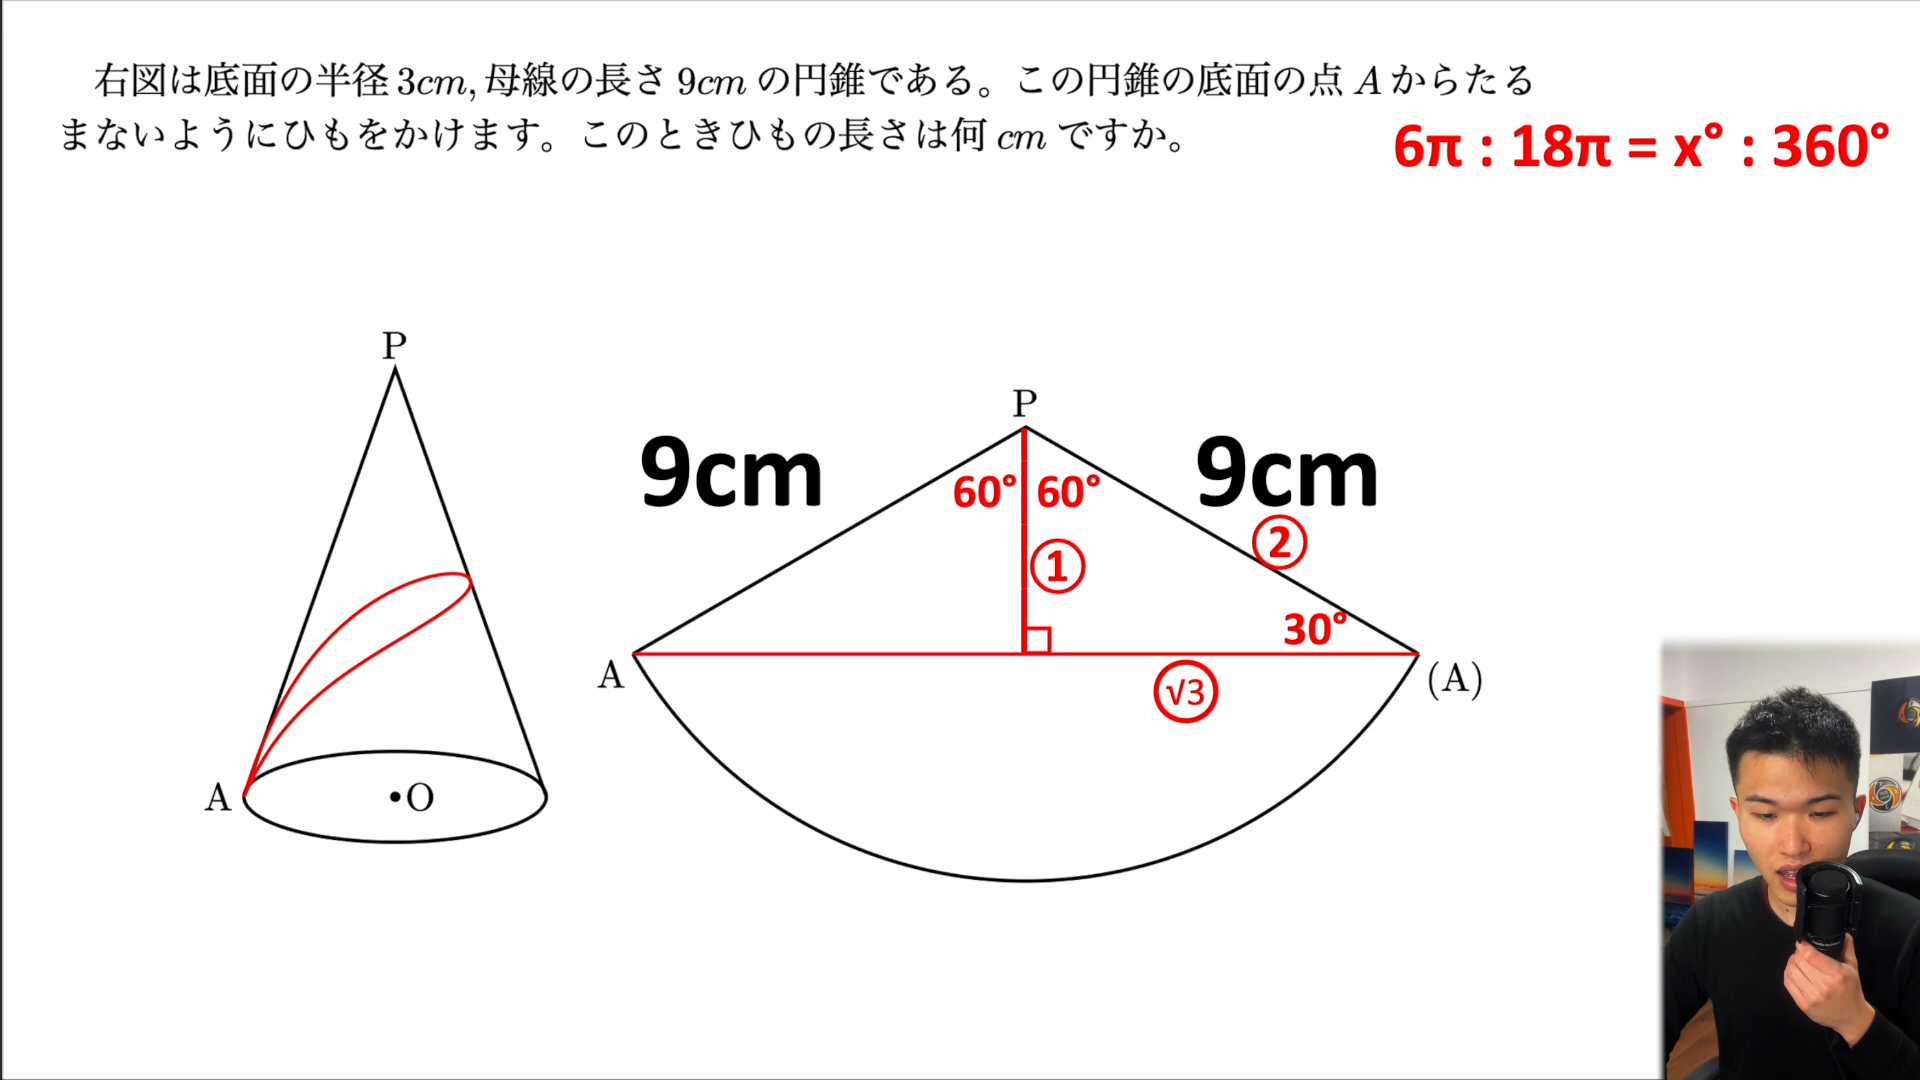 右図は底面の半径 3cm, 母線の長さ 9cm の円錐である。この円錐の底面の点 A からたる
まないようにひもをかけます。このときひもの長さは何 cm ですか。
6π : 18π = x° : 360°
P
A
O
P
9cm
9cm
60°
60°
②
①
30°
A
(A)
√3